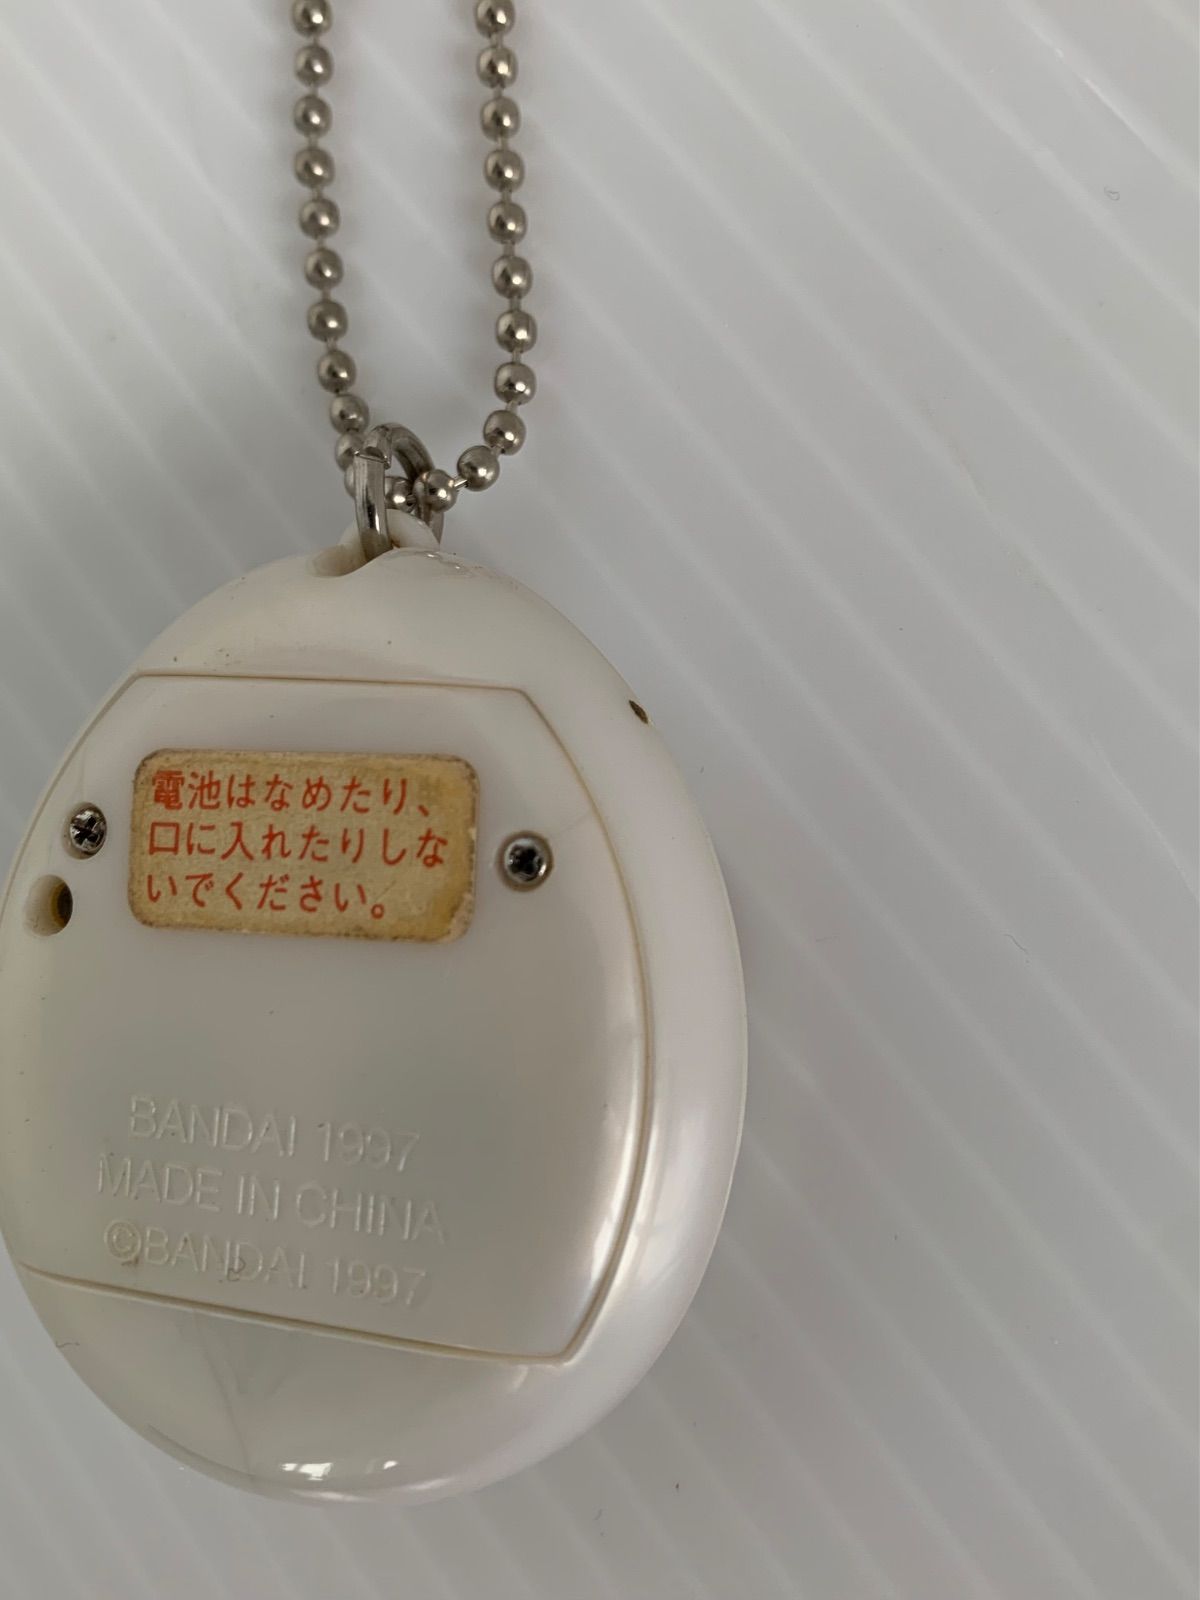 電池はなめたり、
口に入れたりしな
いでください。
BANDAI 1997
MADE IN CHINA
©BANDAI 1997